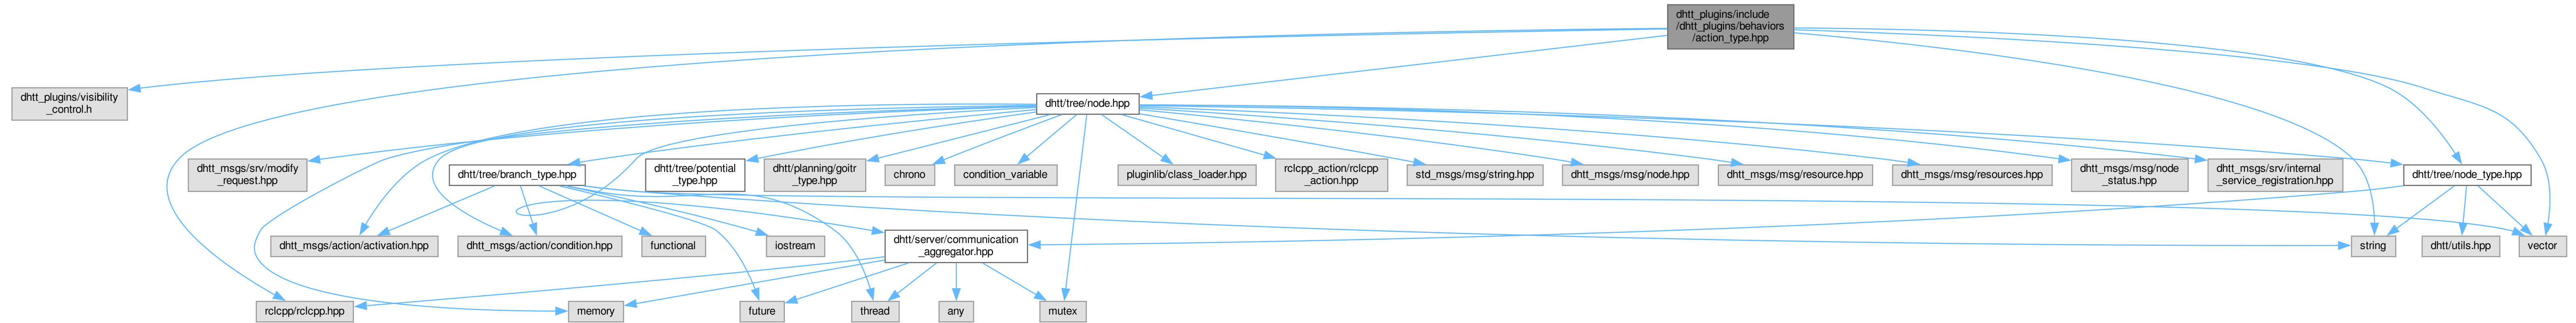 dhtt_plugins/include
/dhtt_plugins/behaviors
/action_type.hpp
dhtt_plugins/visibility
_control.h
dhtt/tree/node.hpp
dhtt_msgs/srv/modify
_request.hpp
dhtt/tree/branch_type.hpp
dhtt/tree/potential
_type.hpp
dhtt/planning/goitr
_type.hpp
chrono
condition_variable
pluginlib/class_loader.hpp
rclcpp_action/rclcpp
_action.hpp
std_msgs/msg/string.hpp
dhtt_msgs/msg/node.hpp
dhtt_msgs/msg/resource.hpp
dhtt_msgs/msg/resources.hpp
dhtt_msgs/msg/node
_status.hpp
dhtt_msgs/srv/internal
_service_registration.hpp
dhtt/tree/node_type.hpp
dhtt_msgs/action/activation.hpp
dhtt_msgs/action/condition.hpp
functional
iostream
dhtt/server/communication
_aggregator.hpp
string
dhtt/utils.hpp
vector
rclcpp/rclcpp.hpp
memory
future
thread
any
mutex